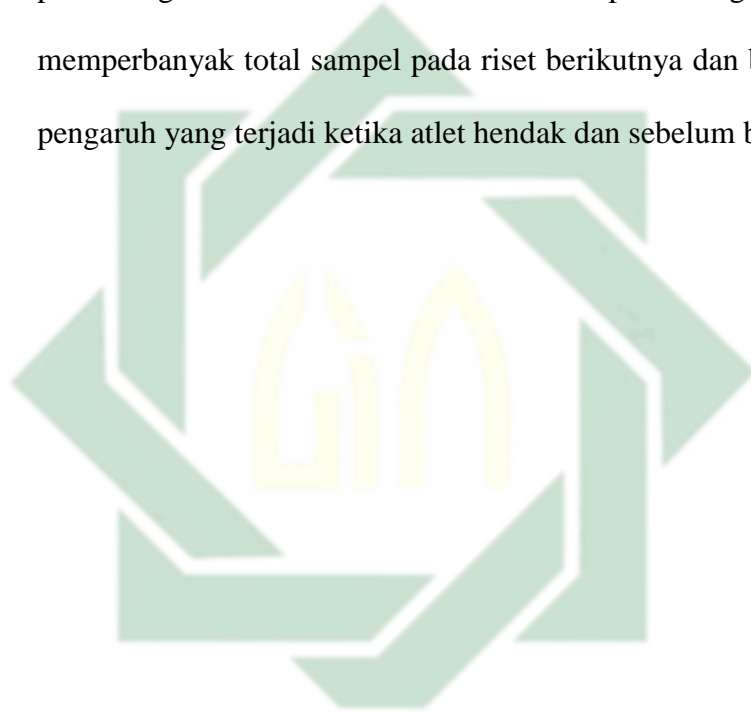 memperbanyak total sampel pada riset berikutnya dan
pengaruh yang terjadi ketika atlet hendak dan sebelum